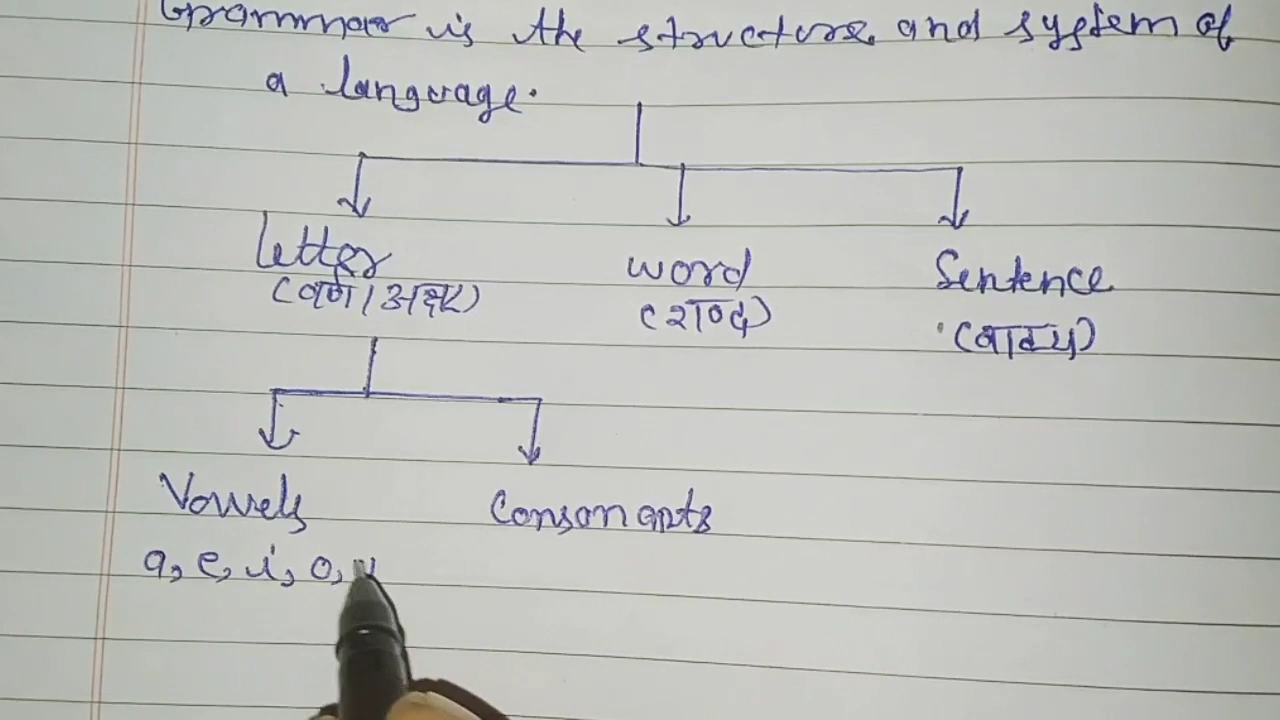 Grammar is the structure and system of
a language.
letter word Sentence
(वर्ण/अक्षर) (शब्द) (वाक्य)
Vowels Consonants
a, e, i, o, u